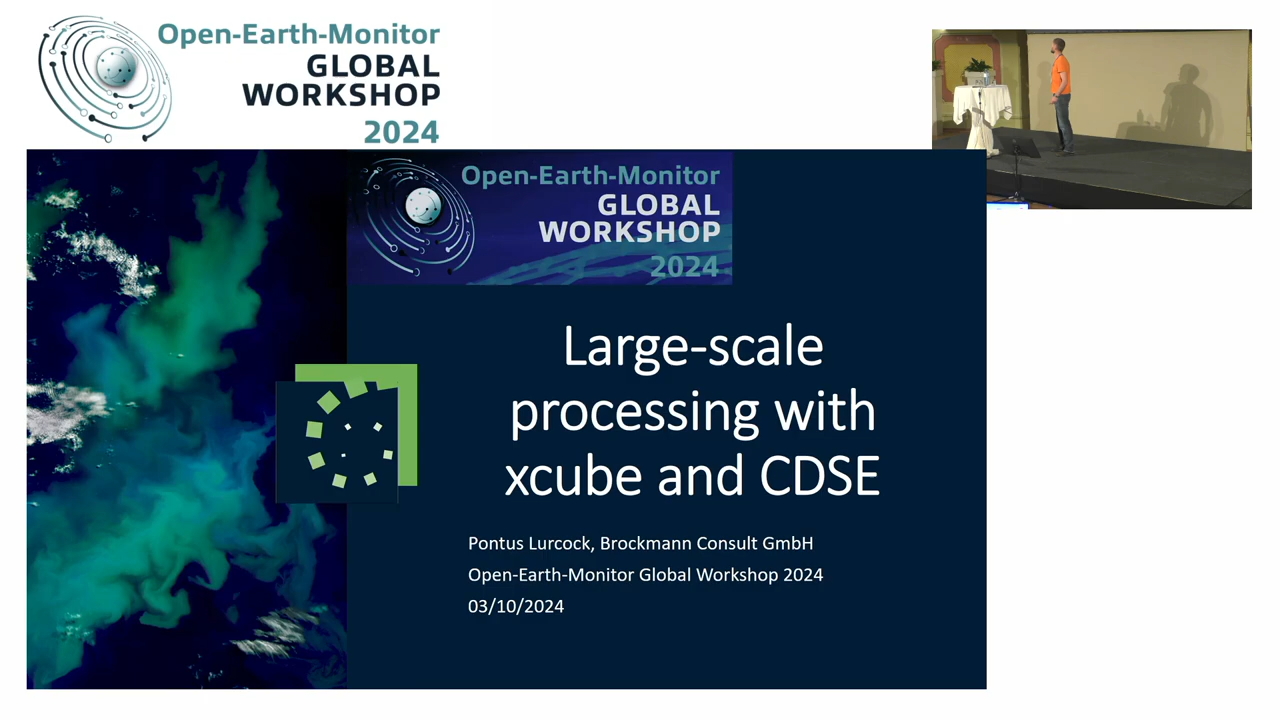 Open-Earth-Monitor
GLOBAL
WORKSHOP
2024
Open-Earth-Monitor
GLOBAL
WORKSHOP
2024
Large-scale
processing with
xcube and CDSE
Pontus Lurcock, Brockmann Consult GmbH
Open-Earth-Monitor Global Workshop 2024
03/10/2024